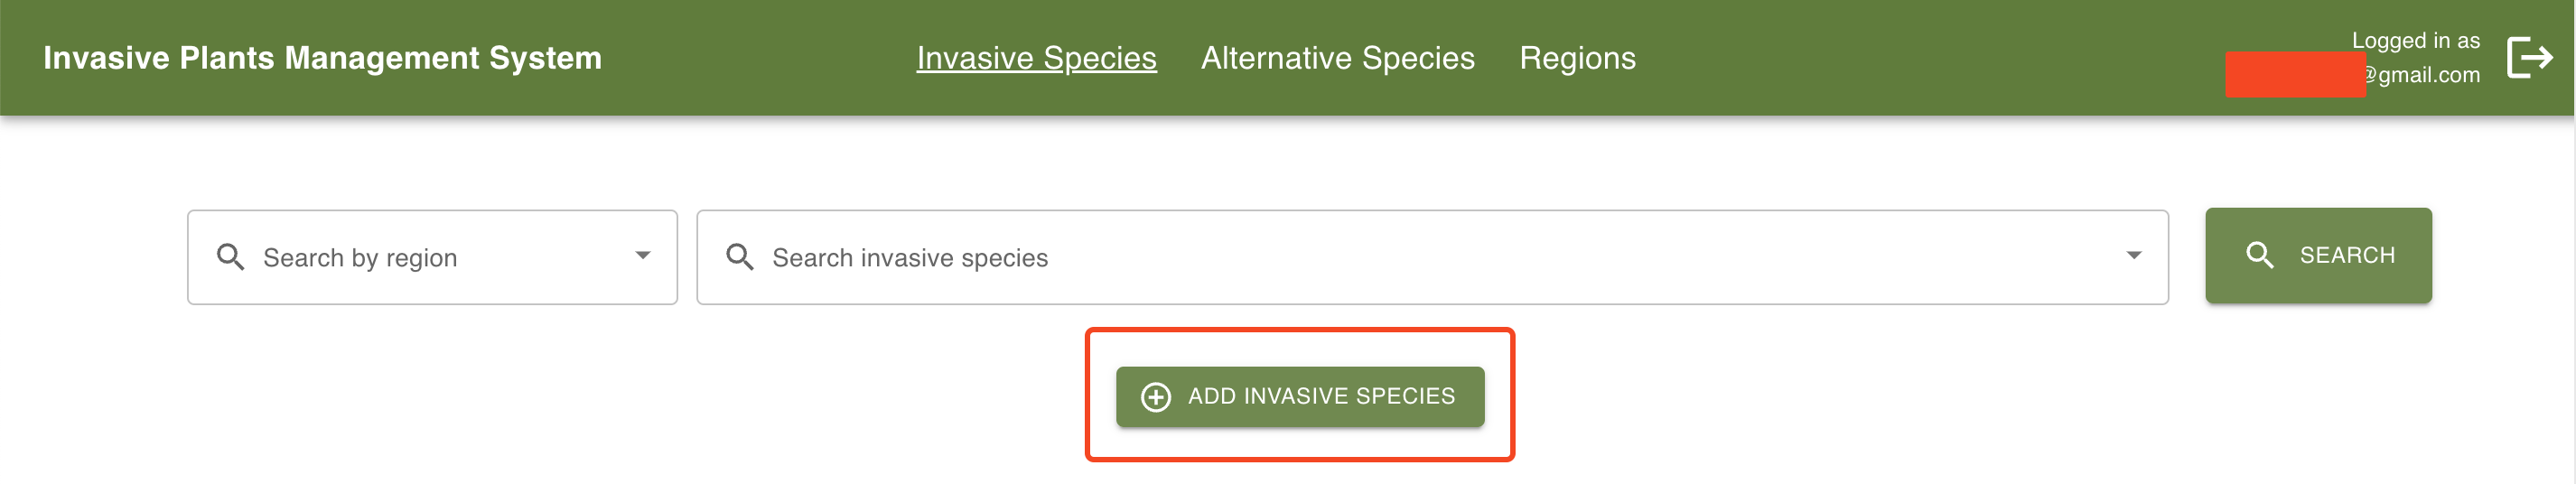 Invasive Plants Management System
Invasive Species
Alternative Species
Regions
Logged in as
@gmail.com
Search by region
Search invasive species
SEARCH
ADD INVASIVE SPECIES